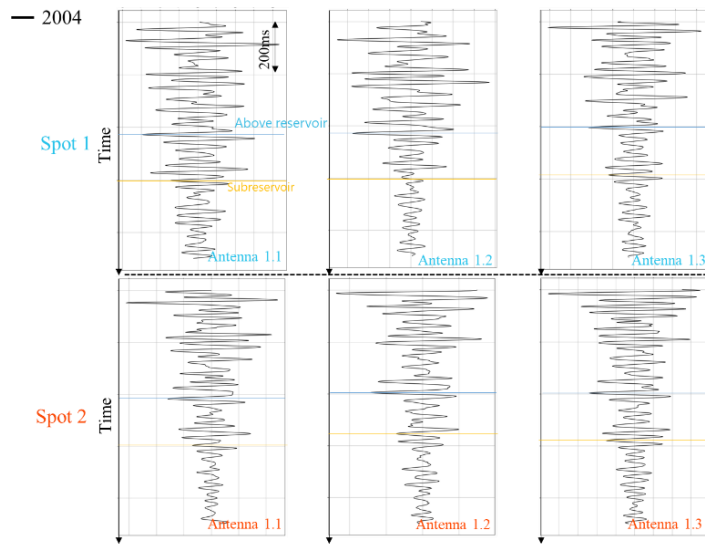 2004
200ms
Above reservoir
Spot 1
Time
Subreservoir
Antenna 1.1
Antenna 1.2
Antenna 1.3
Spot 2
Time
Antenna 1.1
Antenna 1.2
Antenna 1.3